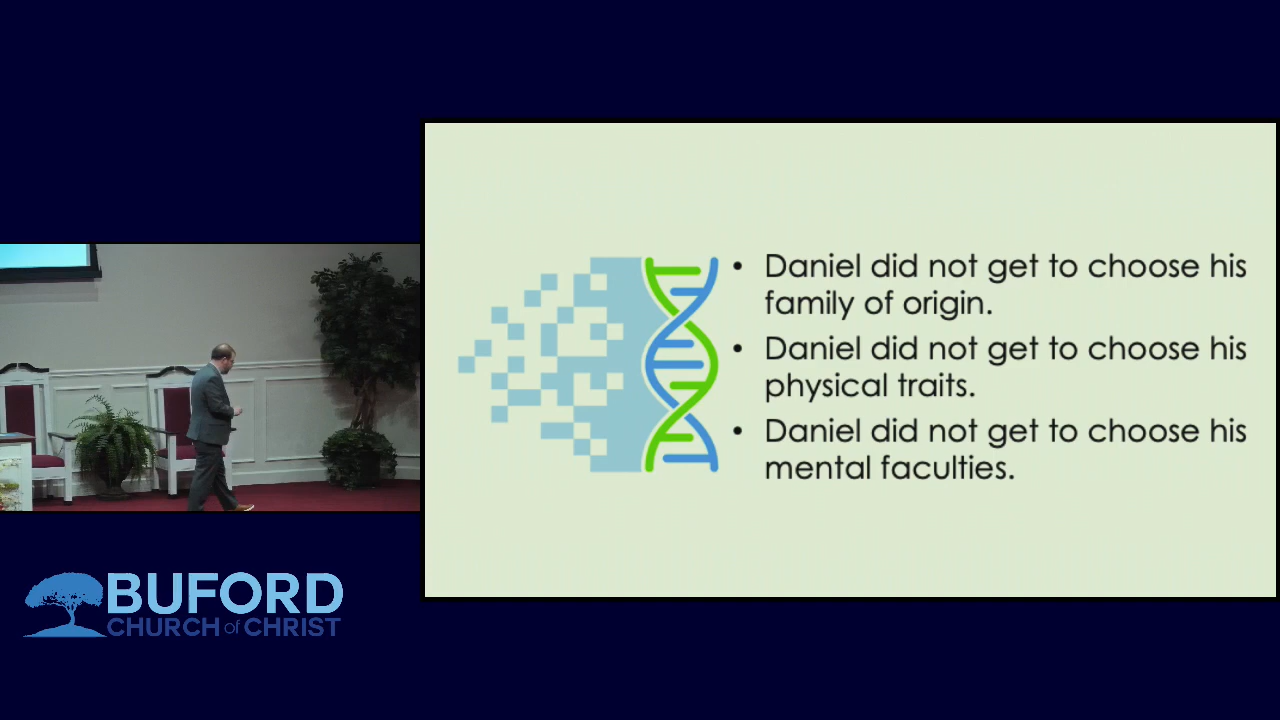 • Daniel did not get to choose his
family of origin.
• Daniel did not get to choose his
physical traits.
• Daniel did not get to choose his
mental faculties.
BUFORD
CHURCH of CHRIST